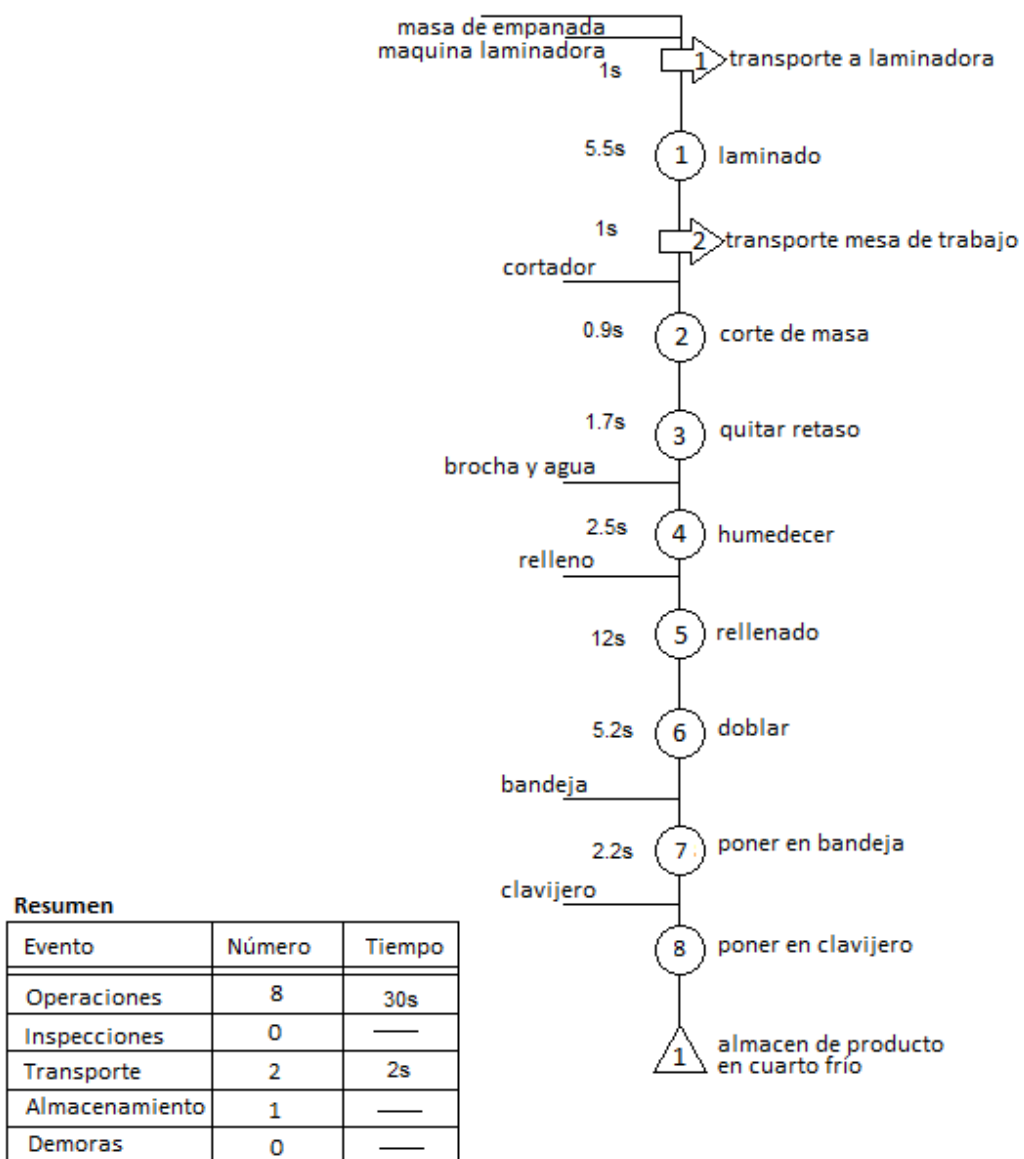 masa de empanada
maquina laminadora
1s
1
transporte a laminadora
5.5s
1
laminado
1s
2
transporte mesa de trabajo
cortador
0.9s
2
corte de masa
1.7s
3
quitar retaso
brocha y agua
2.5s
4
humedecer
relleno
12s
5
rellenado
5.2s
6
doblar
bandeja
2.2s
7
poner en bandeja
clavijero
8
poner en clavijero
1
almacen de producto
en cuarto frío
Resumen
Evento Número Tiempo
Operaciones 8 30s
Inspecciones 0 —
Transporte 2 2s
Almacenamiento 1 —
Demoras 0 —